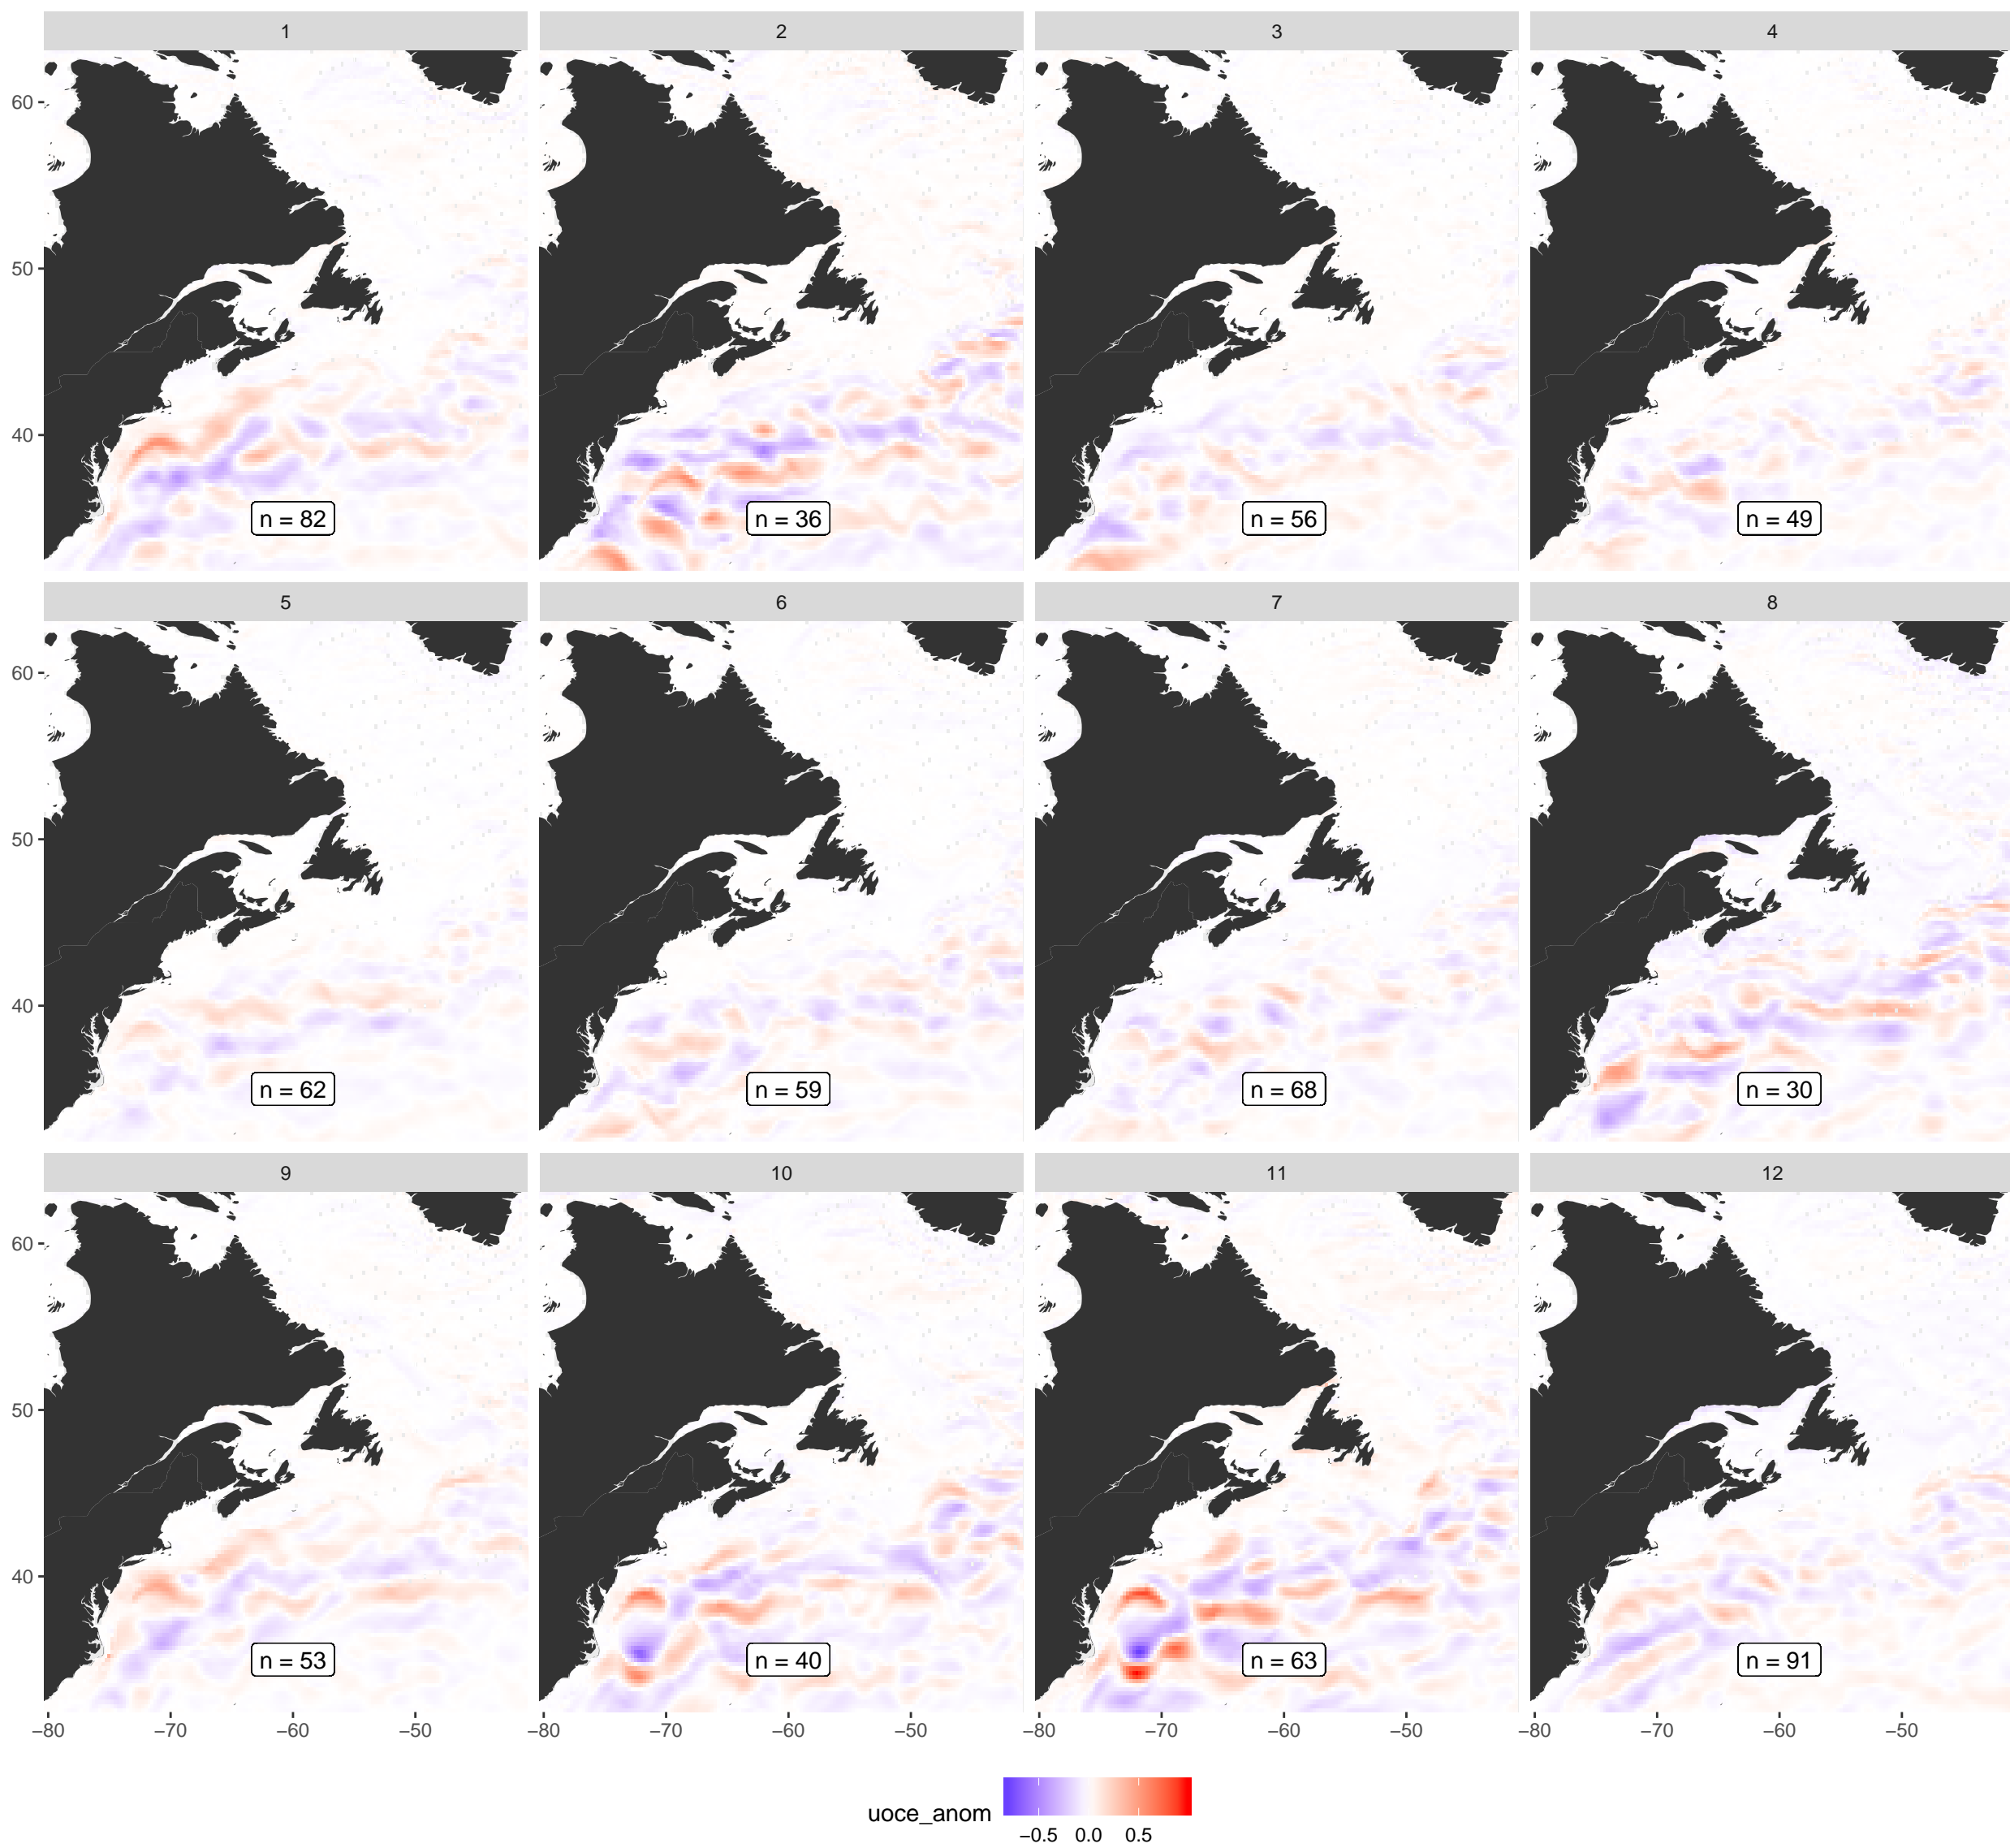 1 2 3 4
60
50
40
n = 82 n = 36 n = 56 n = 49
5 6 7 8
60
50
40
n = 62 n = 59 n = 68 n = 30
9 10 11 12
60
50
40
n = 53 n = 40 n = 63 n = 91
−80 −70 −60 −50 −80 −70 −60 −50 −80 −70 −60 −50 −80 −70 −60 −50
uoce_anom
−0.5 0.0 0.5